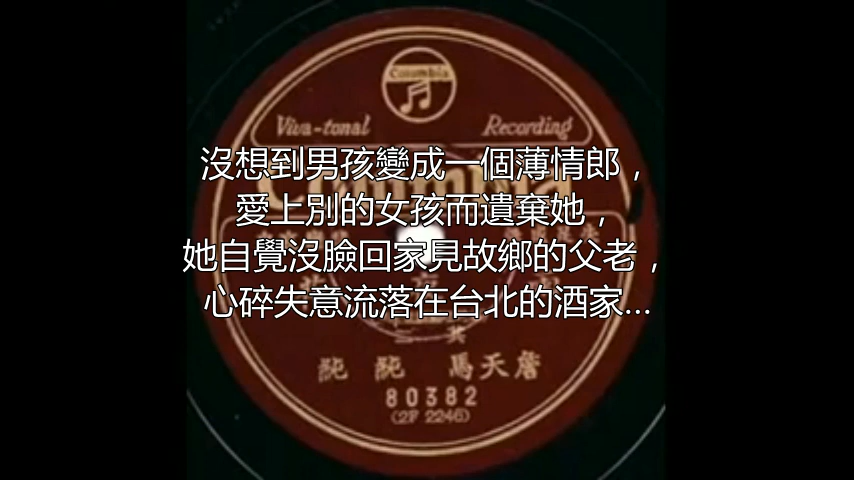 Columbia
Viva-tonal
Recording
沒想到男孩變成一個薄情郎，
愛上別的女孩而遺棄她，
她自覺沒臉回家見故鄉的父老，
心碎失意流落在台北的酒家...
其二
詹天馬
純純
80382
(2F 2246)